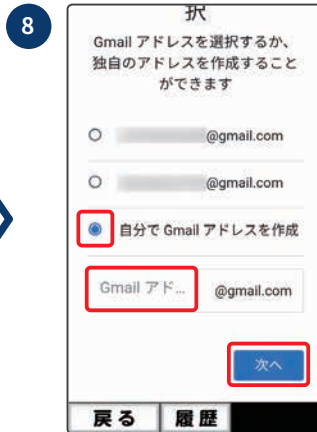 8
択
Gmail アドレスを選択するか、
独自のアドレスを作成すること
ができます
@gmail.com
@gmail.com
自分で Gmail アドレスを作成
Gmail アド... @gmail.com
次へ
戻る 履歴